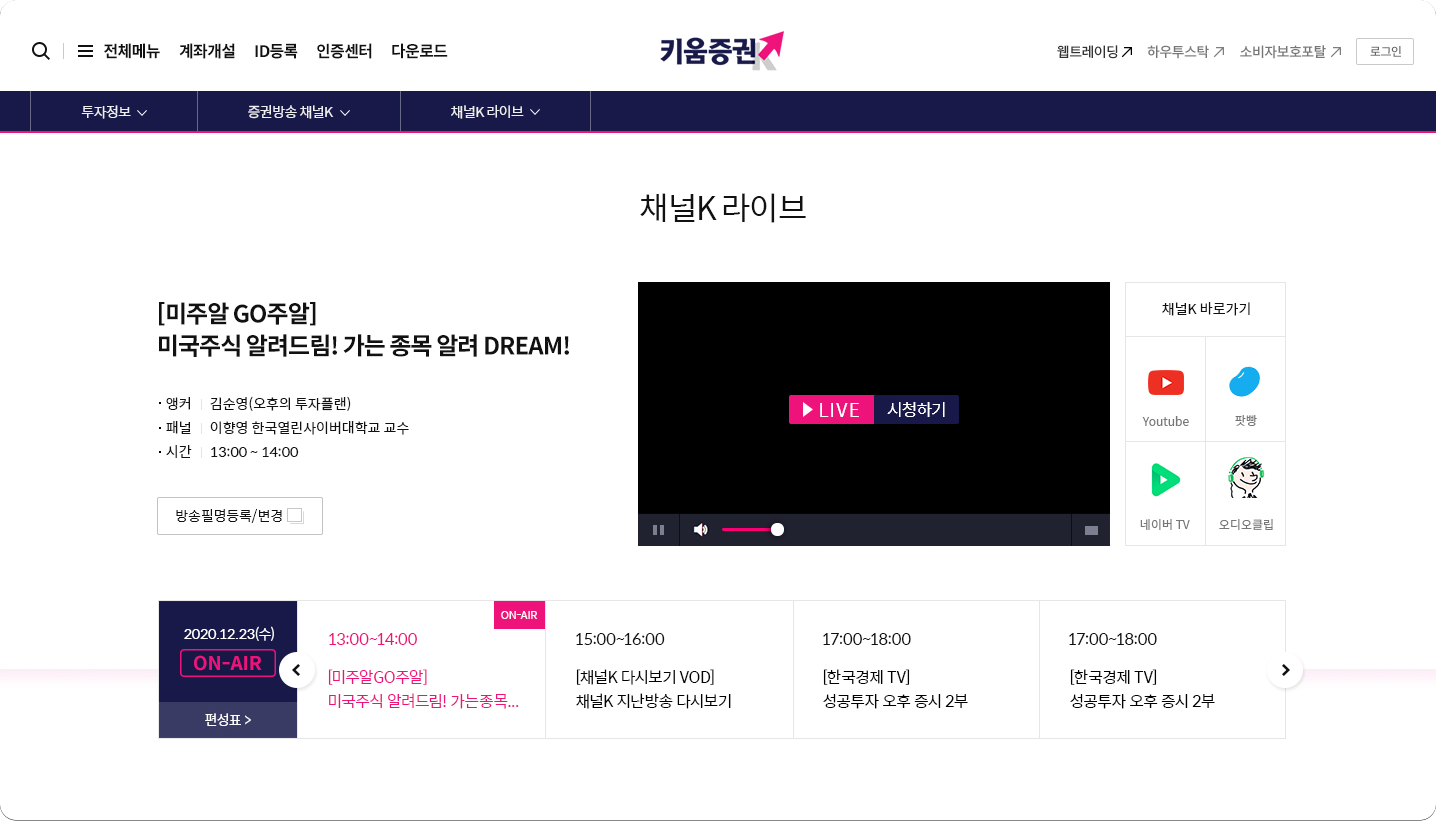 전체메뉴 계좌개설 ID등록 인증센터 다운로드
키움증권
웹트레이딩 하우투스탁 소비자보호포탈 로그인
투자정보 증권방송 채널K 채널K 라이브
채널K 라이브
[미주알 GO주알]
미국주식 알려드림! 가는 종목 알려 DREAM!
· 앵커 김순영(오후의 투자플랜)
· 패널 이항영 한국열린사이버대학교 교수
· 시간 13:00 ~ 14:00
방송필명등록/변경
LIVE 시청하기
채널K 바로가기
Youtube 팟빵
네이버 TV 오디오클립
2020.12.23(수)
ON-AIR
편성표 >
ON-AIR
13:00~14:00
[미주알GO주알]
미국주식 알려드림! 가는종목...
15:00~16:00
[채널K 다시보기 VOD]
채널K 지난방송 다시보기
17:00~18:00
[한국경제 TV]
성공투자 오후 증시 2부
17:00~18:00
[한국경제 TV]
성공투자 오후 증시 2부